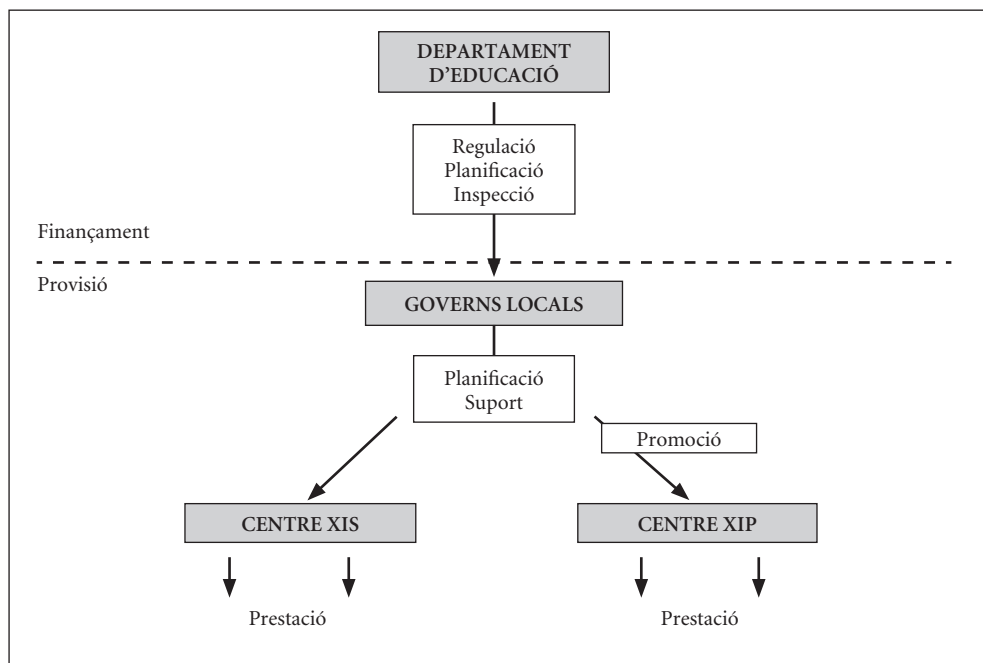 DEPARTAMENT
D’EDUCACIÓ
Regulació
Planificació
Inspecció
Finançament
Provisió
GOVERNS LOCALS
Planificació
Suport
Promoció
CENTRE XIS
CENTRE XIP
Prestació
Prestació